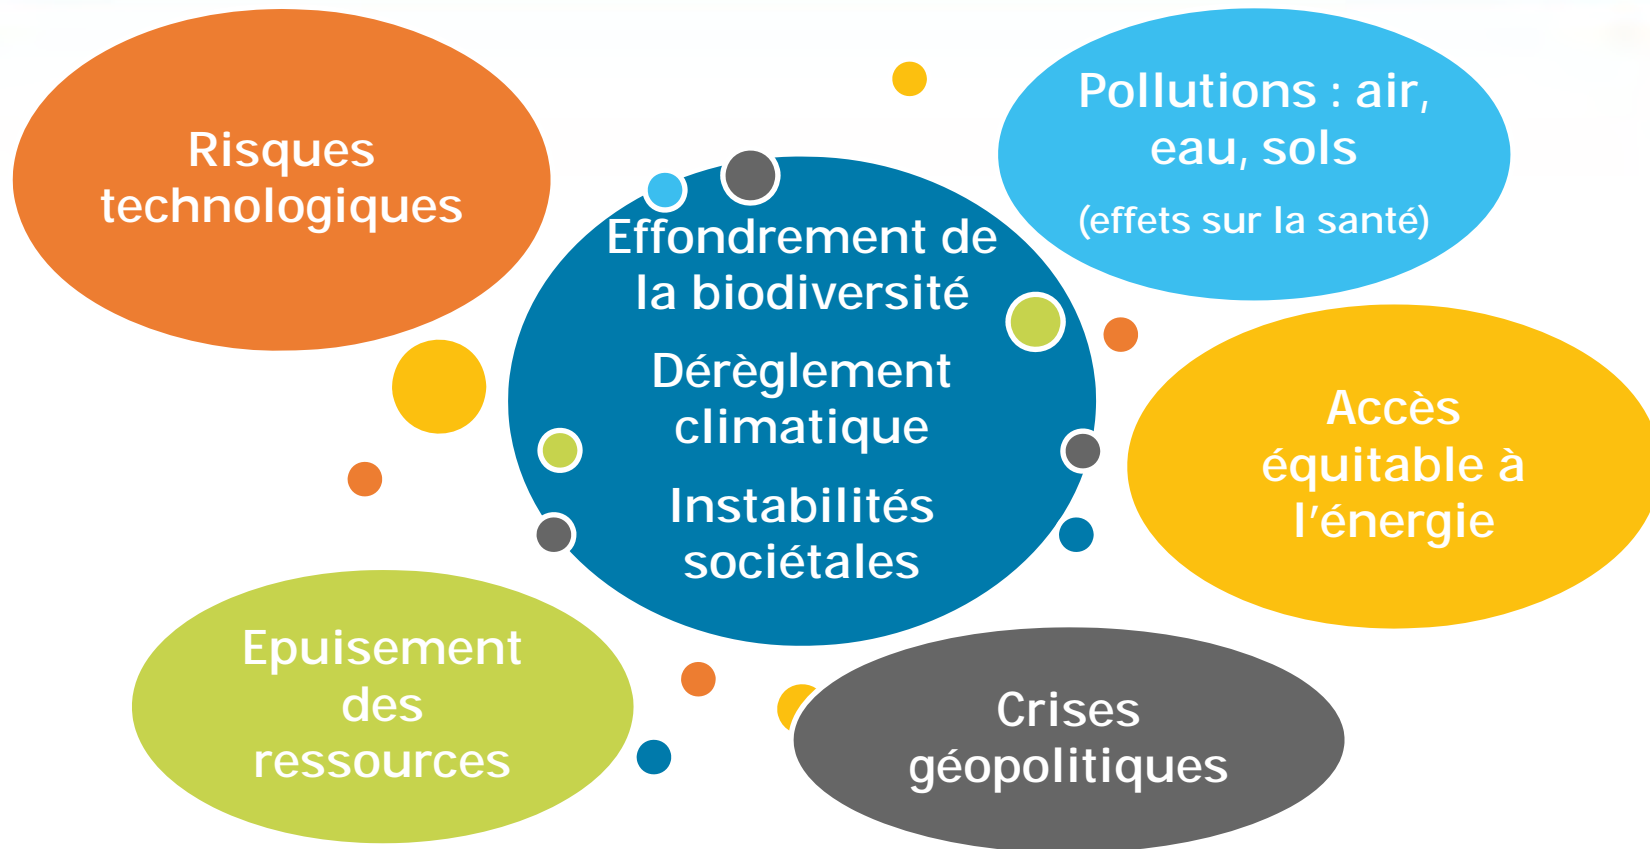 Risques
technologiques
Pollutions : air,
eau, sols
(effets sur la santé)
Effondrement de
la biodiversité
Dérèglement
climatique
Instabilités
sociétales
Accès
équitable à
l’énergie
Epuisement
des
ressources
Crises
géopolitiques